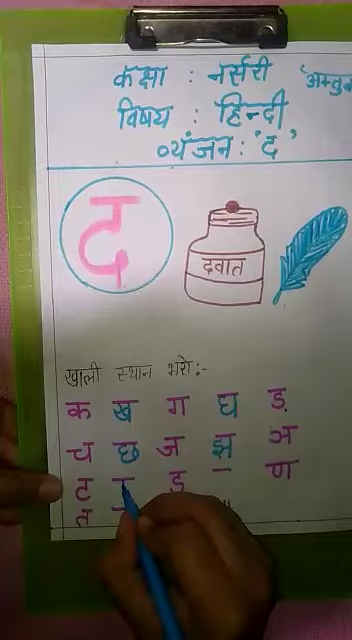 कक्षा : नर्सरी
विषय : हिन्दी
व्यंजन : 'द'
द
दवात
खाली स्थान भरो :-
क ख ग घ ङ
च छ ज झ ञ
ट ड ण